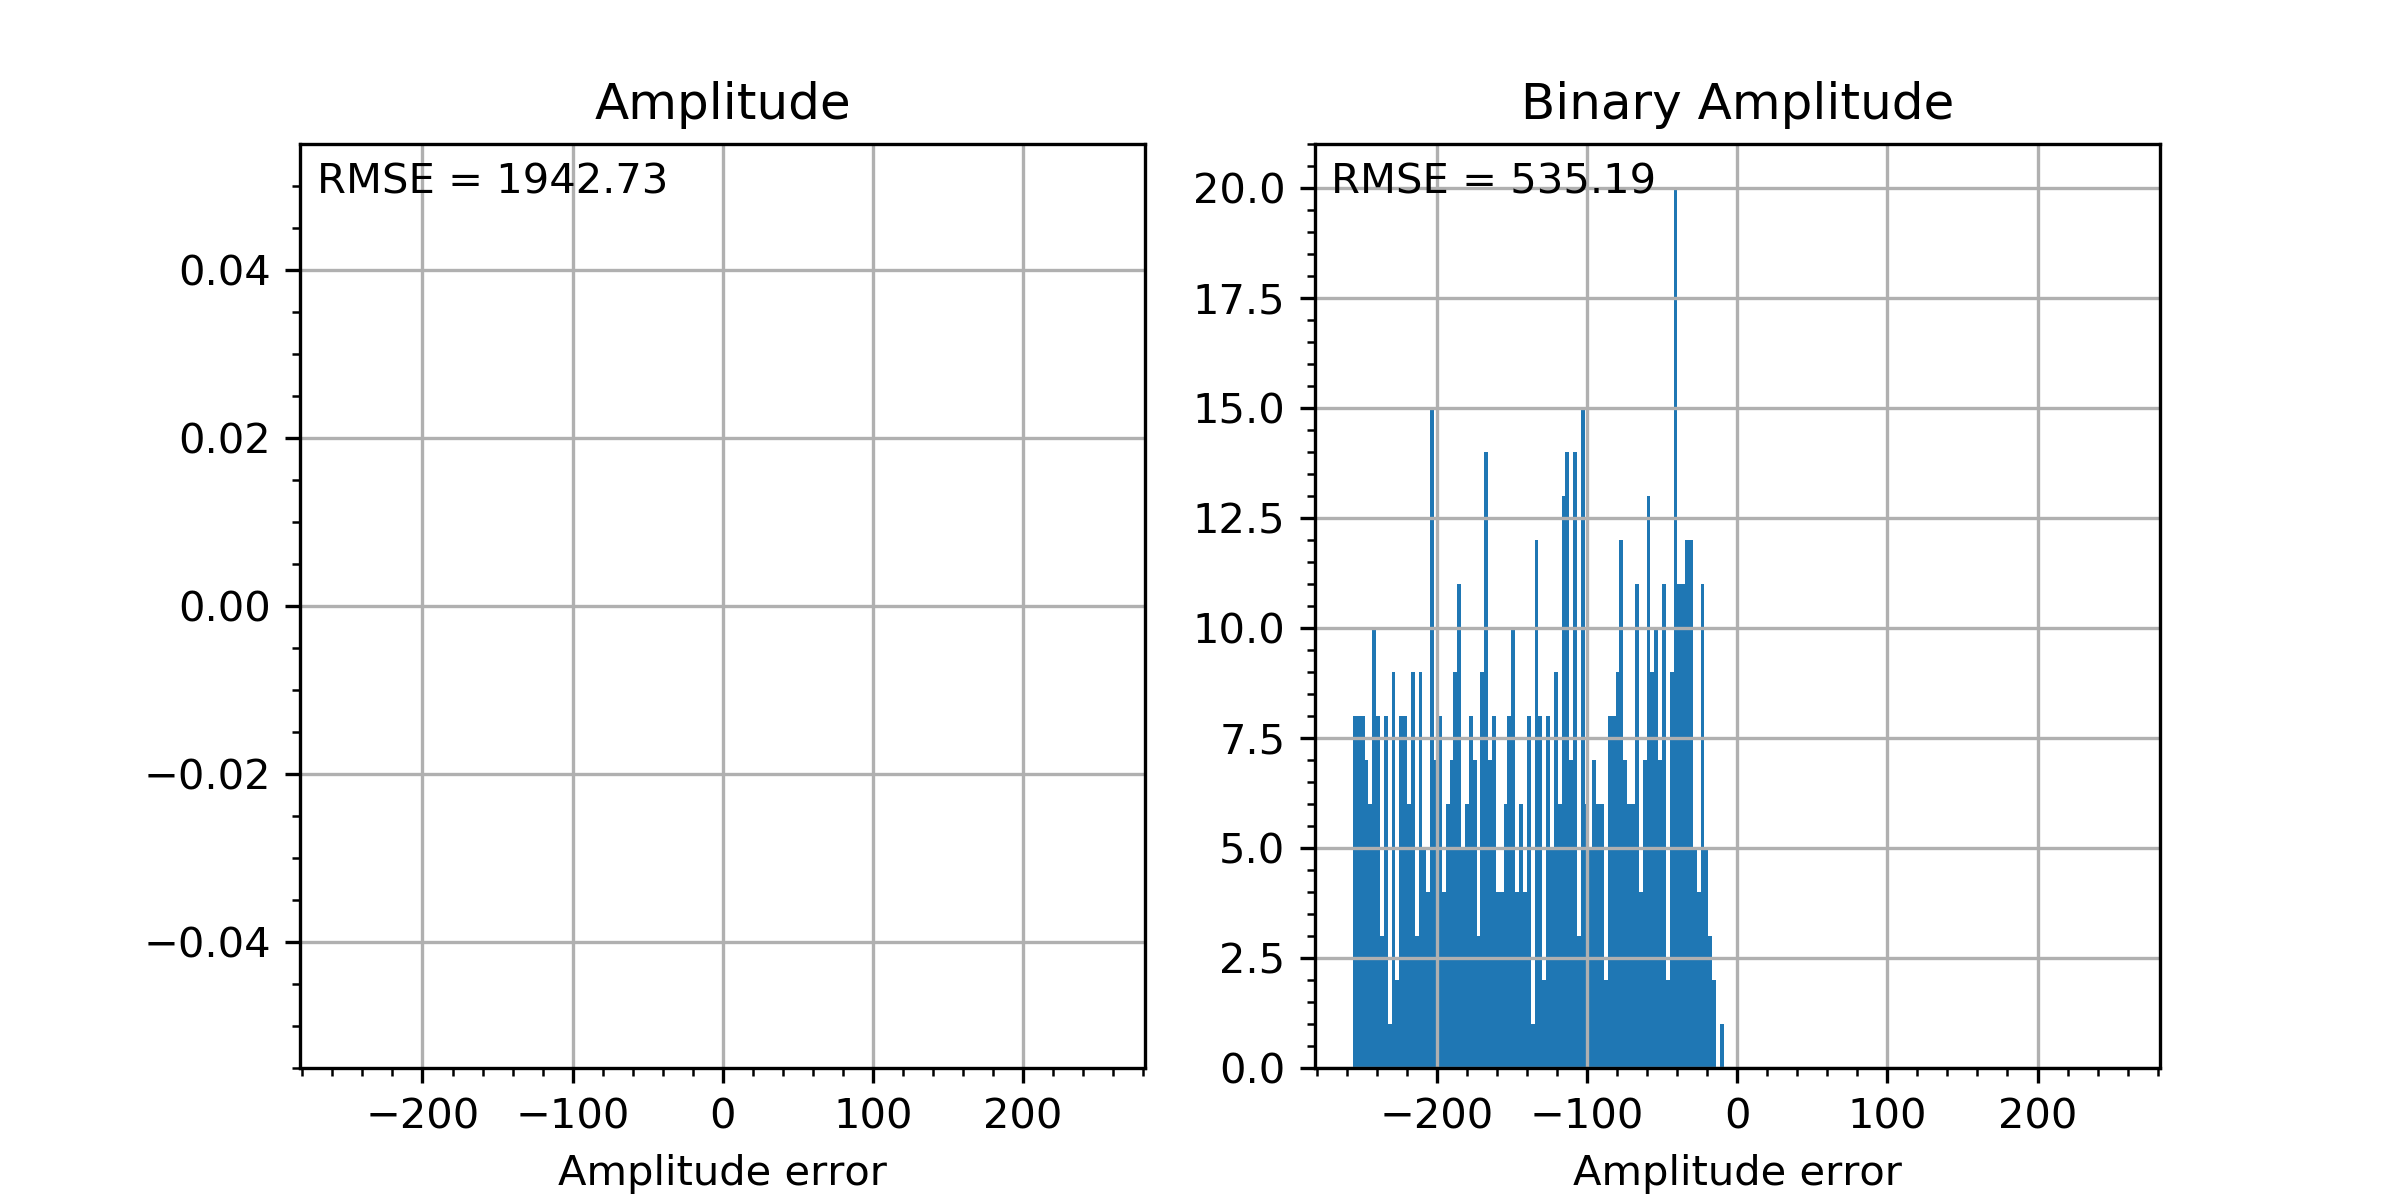 Amplitude
RMSE = 1942.73
0.04
0.02
0.00
−0.02
−0.04
−200 −100 0 100 200
Amplitude error
Binary Amplitude
RMSE = 535.19
20.0
17.5
15.0
12.5
10.0
7.5
5.0
2.5
0.0
−200 −100 0 100 200
Amplitude error